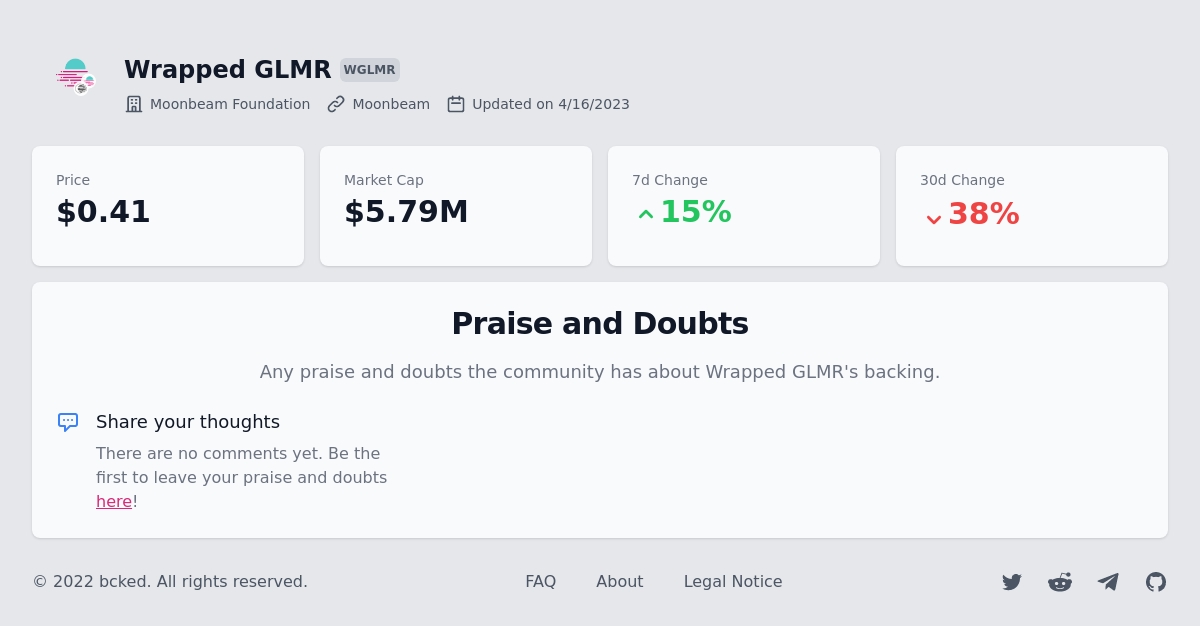 Wrapped GLMR WGLMR
Moonbeam Foundation Moonbeam Updated on 4/16/2023
Price
$0.41
Market Cap
$5.79M
7d Change
15%
30d Change
38%
Praise and Doubts
Any praise and doubts the community has about Wrapped GLMR's backing.
Share your thoughts
There are no comments yet. Be the
first to leave your praise and doubts
here!
© 2022 bcked. All rights reserved.
FAQ About Legal Notice